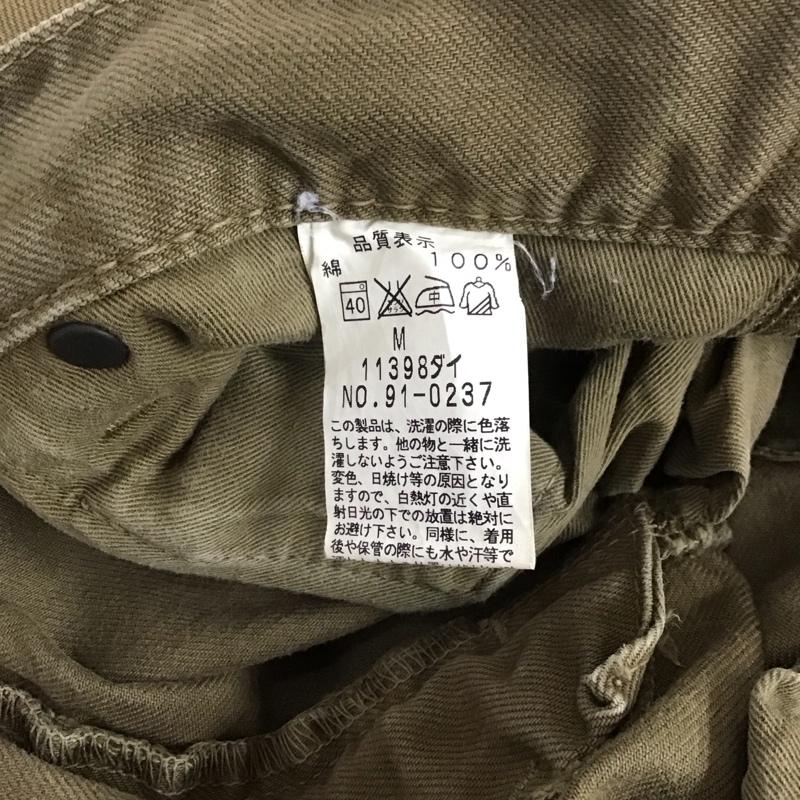 品質表示
綿 100%
40 サラシ 中
M
11398ダイ
NO.91-0237
この製品は、洗濯の際に色落
ちします。他の物と一緒に洗
濯しないようご注意下さい。
変色、日焼け等の原因となり
ますので、白熱灯の近くや直
射日光の下での放置は絶対に
お避け下さい。同様に、着用
後や保管の際にも水や汗等で